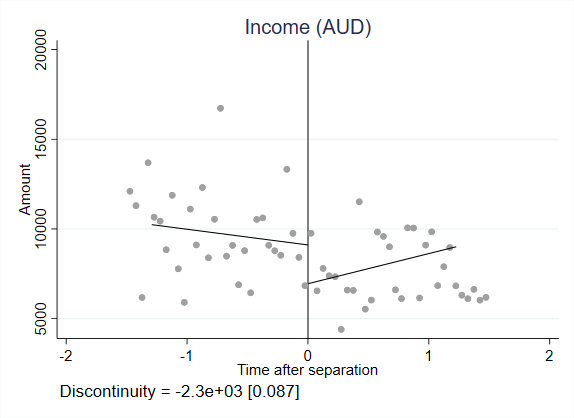 Income (AUD)
20000
15000
10000
5000
Amount
-2
-1
0
1
2
Time after separation
Discontinuity = -2.3e+03 [0.087]